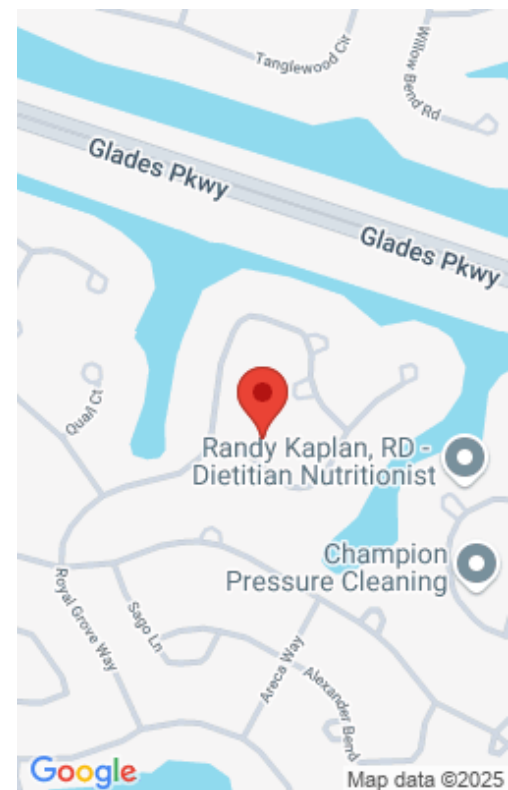 Tanglewood Cir
Willow Bend Rd
Glades Pkwy
Glades Pkwy
Quail Ct
Randy Kaplan, RD -
Dietitian Nutritionist
Champion
Pressure Cleaning
Royal Grove Way
Sago Ln
Areca Way
Alexander Bend
Google
Map data ©2025